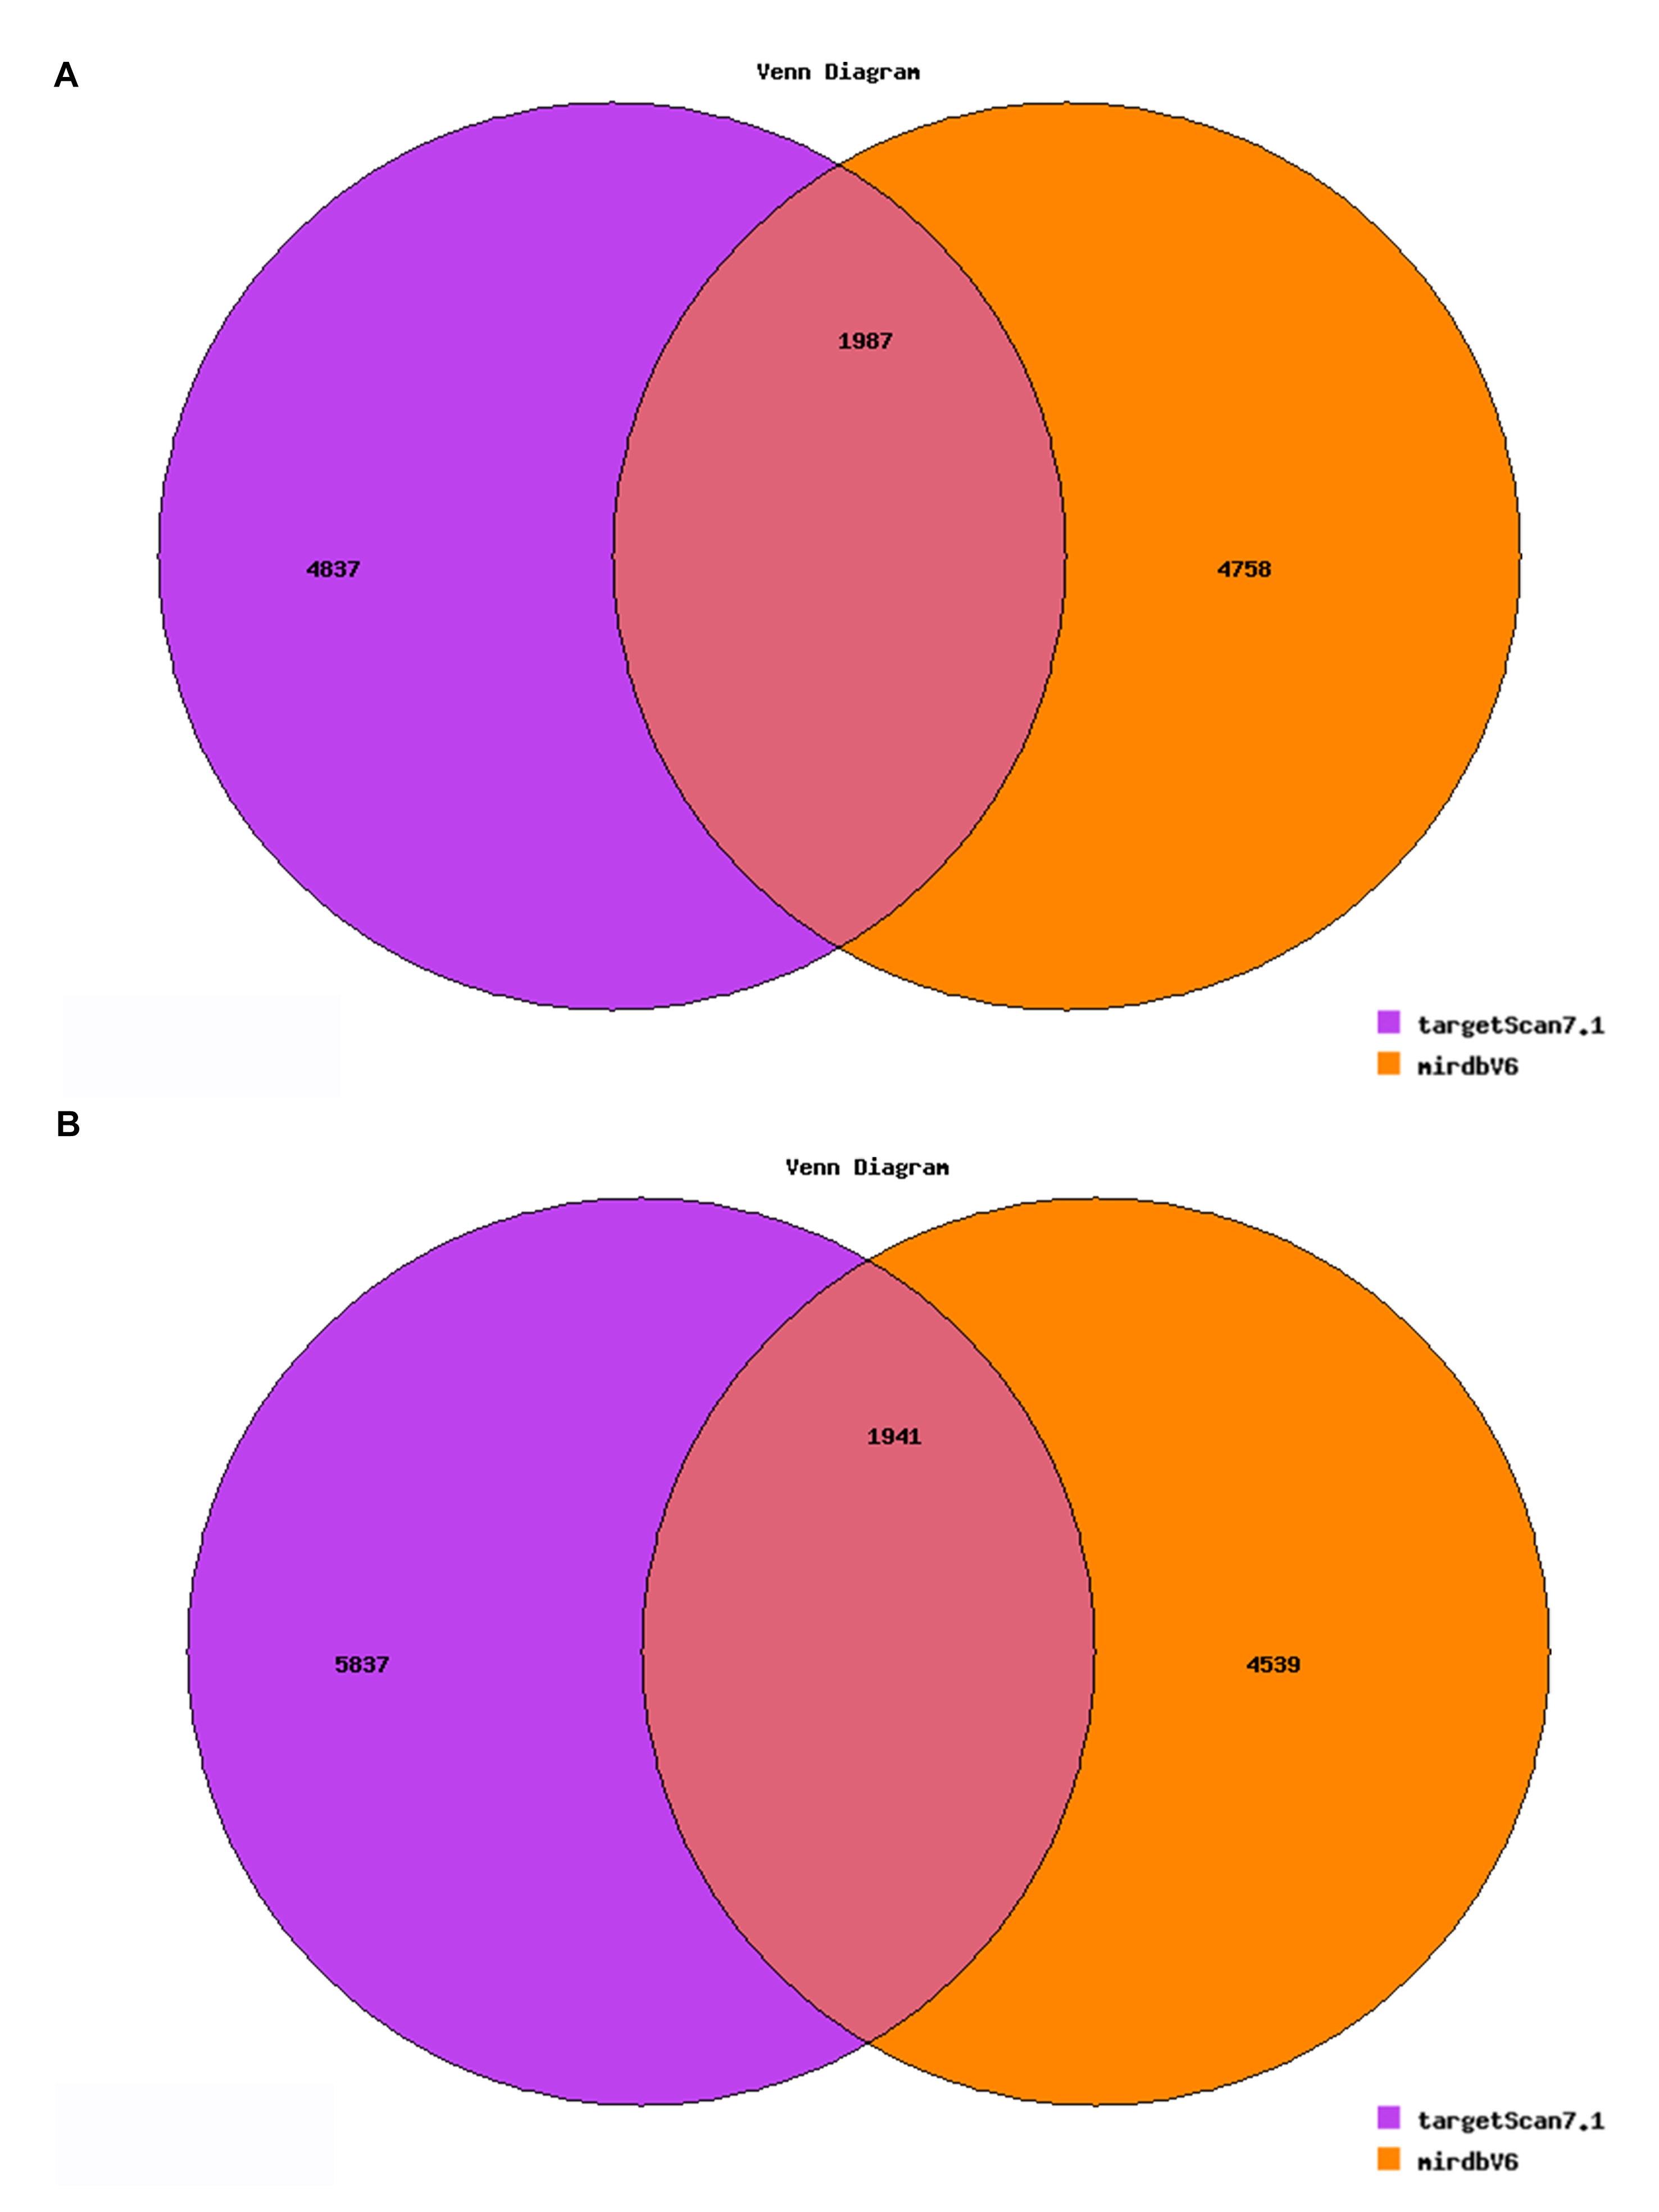 A
Venn Diagram
1987
4837
4758
targetScan7.1
mirdbV6
B
Venn Diagram
1941
5837
4539
targetScan7.1
mirdbV6